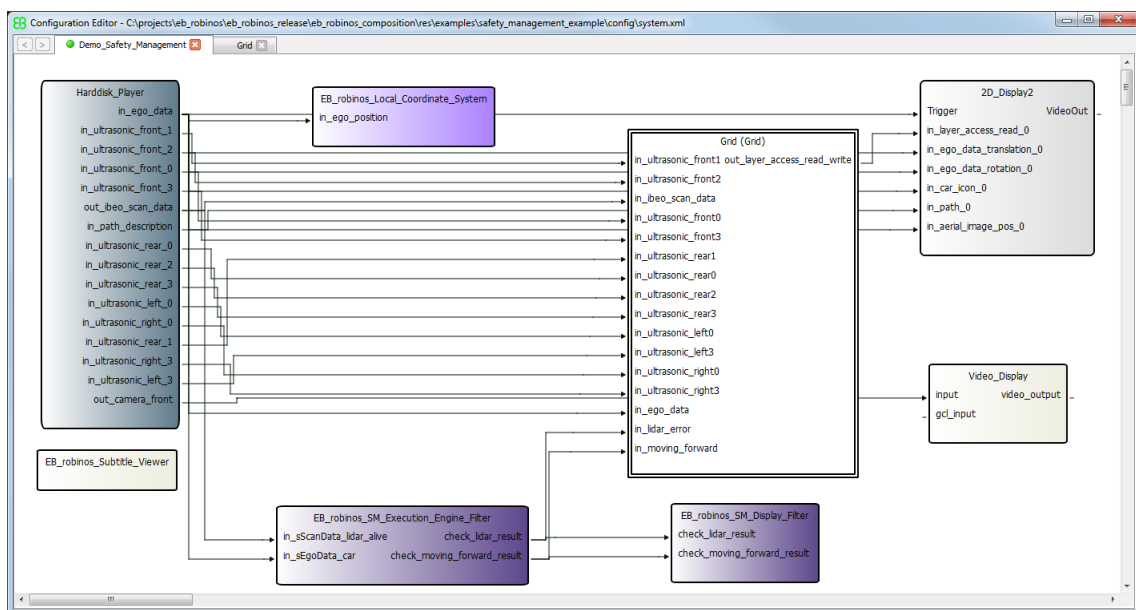 EB Configuration Editor - C:\projects\eb_robinos\eb_robinos_release\eb_robinos_composition\res\examples\safety_management_example\config\system.xml
< > Demo_Safety_Management Grid
Harddisk_Player
in_ego_data
in_ultrasonic_front_1
in_ultrasonic_front_2
in_ultrasonic_front_0
in_ultrasonic_front_3
out_ibeo_scan_data
in_path_description
in_ultrasonic_rear_0
in_ultrasonic_rear_2
in_ultrasonic_rear_3
in_ultrasonic_left_0
in_ultrasonic_right_0
in_ultrasonic_rear_1
in_ultrasonic_right_3
in_ultrasonic_left_3
out_camera_front
EB_robinos_Subtitle_Viewer
EB_robinos_Local_Coordinate_System
in_ego_position
Grid (Grid)
in_ultrasonic_front1 out_layer_access_read_write
in_ultrasonic_front2
in_ibeo_scan_data
in_ultrasonic_front0
in_ultrasonic_front3
in_ultrasonic_rear1
in_ultrasonic_rear0
in_ultrasonic_rear2
in_ultrasonic_rear3
in_ultrasonic_left0
in_ultrasonic_left3
in_ultrasonic_right0
in_ultrasonic_right3
in_ego_data
in_lidar_error
in_moving_forward
2D_Display2
Trigger VideoOut
in_layer_access_read_0
in_ego_data_translation_0
in_ego_data_rotation_0
in_car_icon_0
in_path_0
in_aerial_image_pos_0
Video_Display
input video_output
gcl_input
EB_robinos_SM_Execution_Engine_Filter
in_sScanData_lidar_alive check_lidar_result
in_sEgoData_car check_moving_forward_result
EB_robinos_SM_Display_Filter
check_lidar_result
check_moving_forward_result